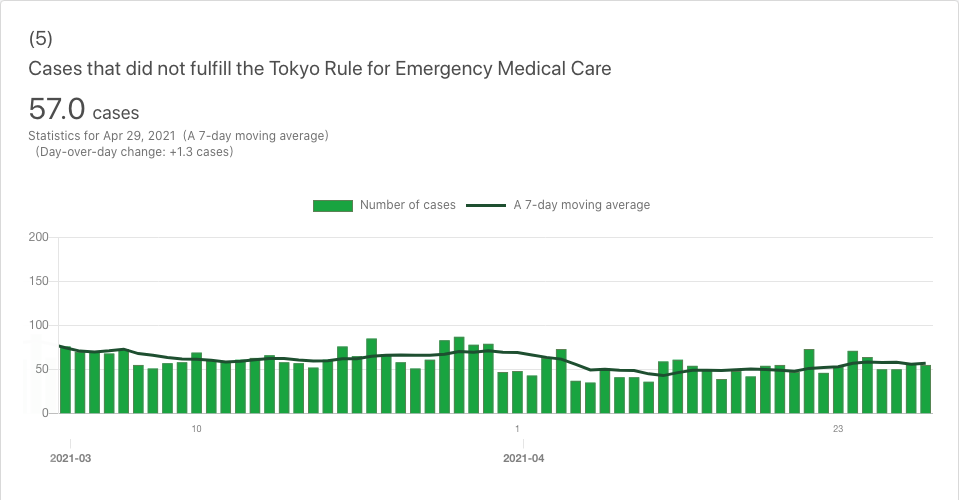 (5)
Cases that did not fulfill the Tokyo Rule for Emergency Medical Care
57.0 cases
Statistics for Apr 29, 2021 (A 7-day moving average)
(Day-over-day change: +1.3 cases)
Number of cases A 7-day moving average
200
150
100
50
0
10 1 23
2021-03 2021-04